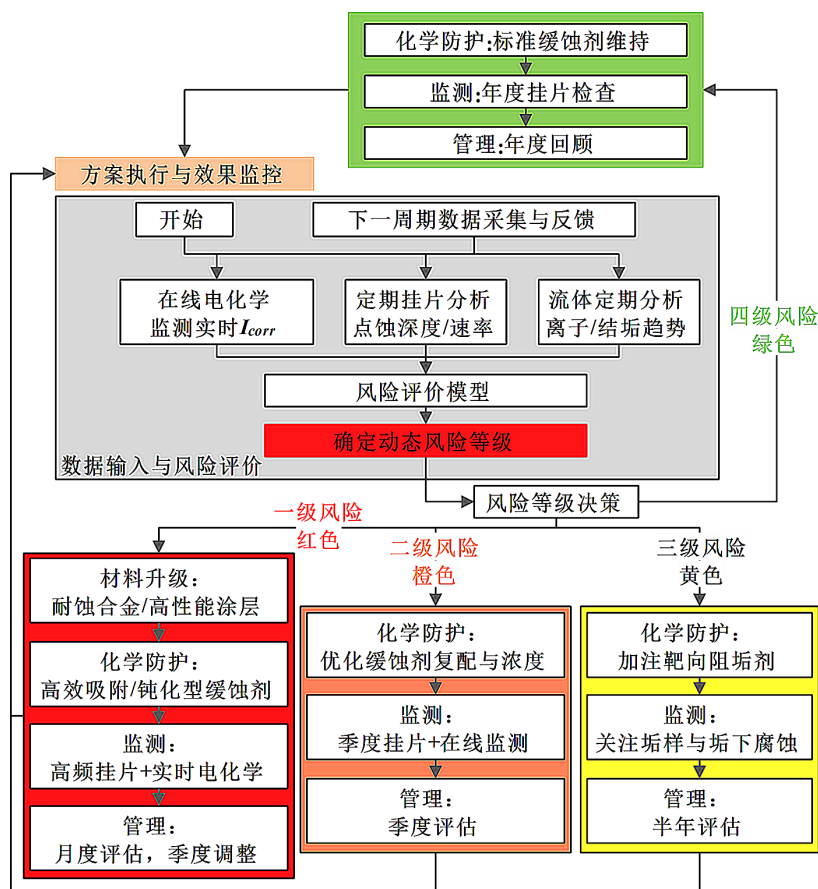 化学防护:标准缓蚀剂维持
监测:年度挂片检查
管理:年度回顾
方案执行与效果监控
开始
下一周期数据采集与反馈
在线电化学
监测实时Icorr
定期挂片分析
点蚀深度/速率
流体定期分析
离子/结垢趋势
四级风险
绿色
风险评价模型
确定动态风险等级
数据输入与风险评价
风险等级决策
一级风险
红色
二级风险
橙色
三级风险
黄色
材料升级：
耐蚀合金/高性能涂层
化学防护：
高效吸附/钝化型缓蚀剂
监测：
高频挂片+实时电化学
管理：
月度评估，季度调整
化学防护：
优化缓蚀剂复配与浓度
监测：
季度挂片+在线监测
管理：
季度评估
化学防护：
加注靶向阻垢剂
监测：
关注垢样与垢下腐蚀
管理：
半年评估